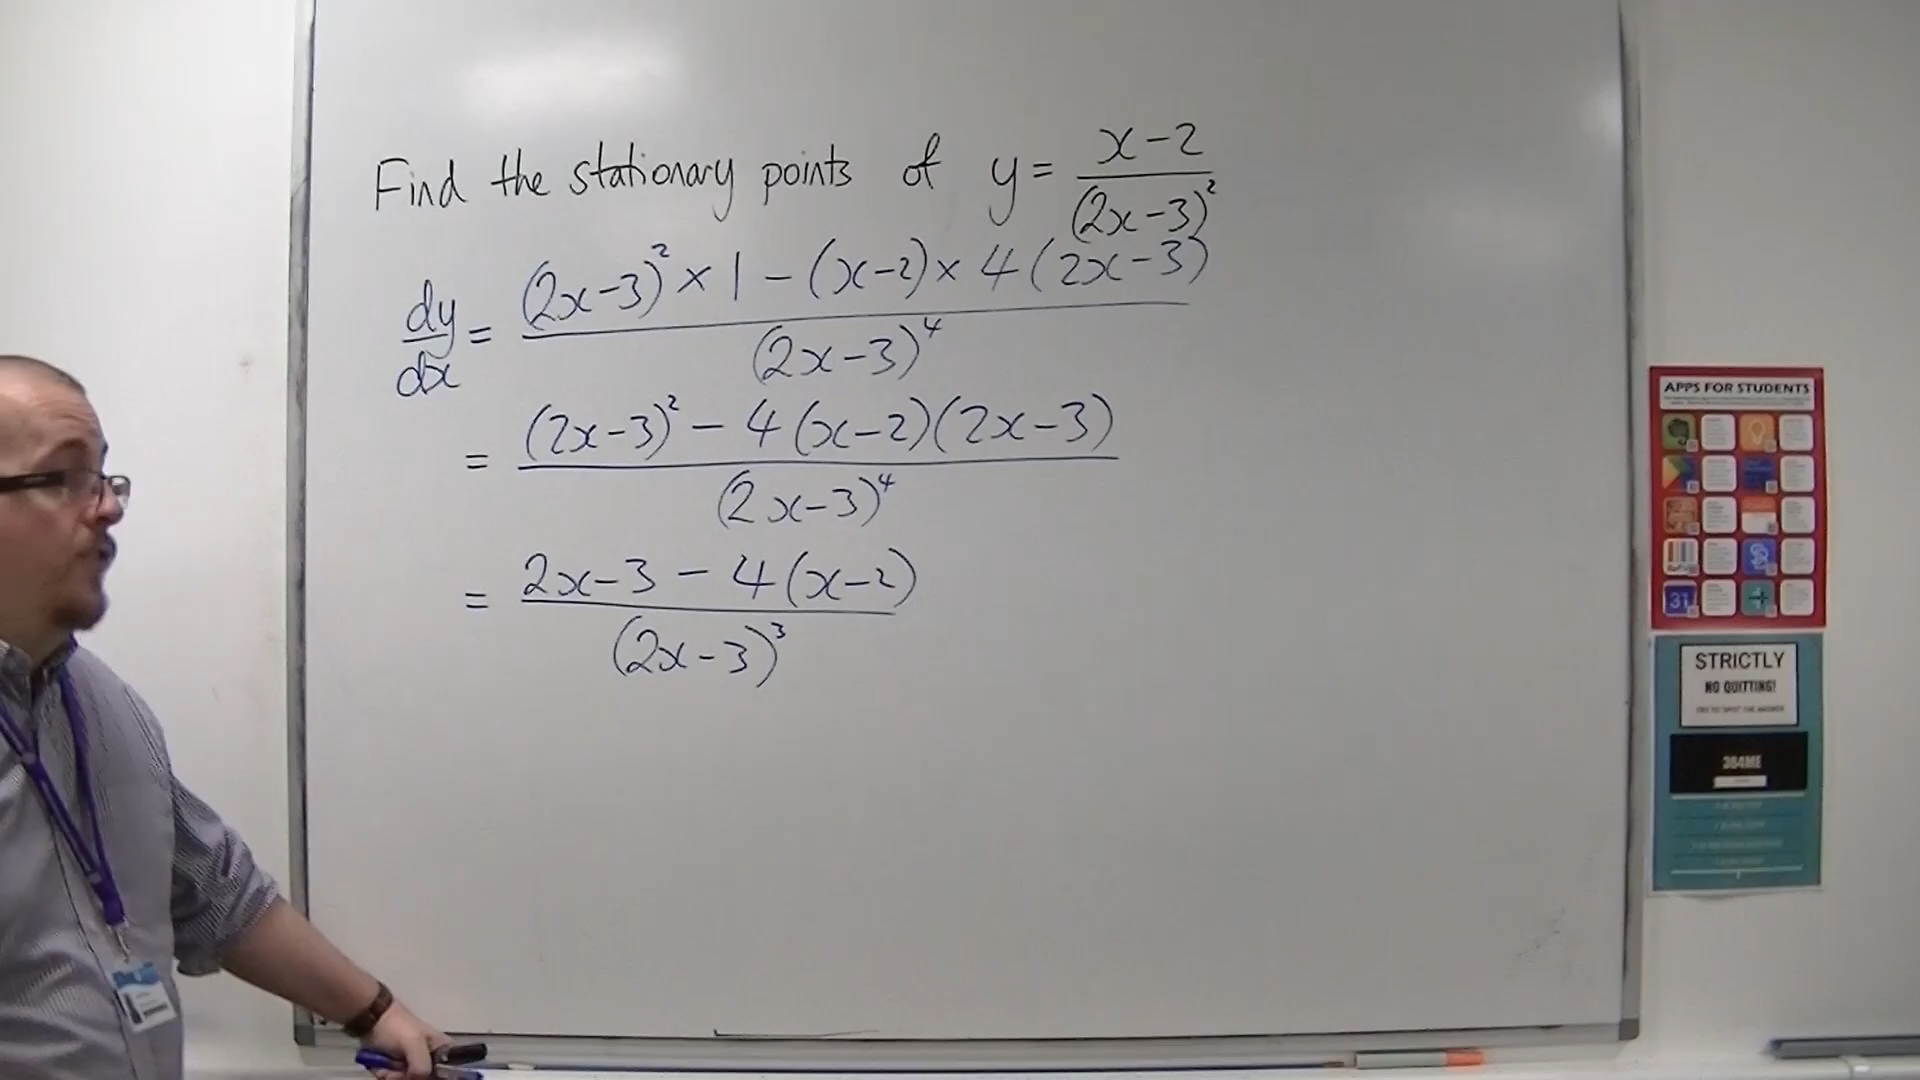 Find the stationary points of y = (x-2)/(2x-3)²
dy/dx = ((2x-3)² × 1 - (x-2) × 4(2x-3))/(2x-3)⁴
= ((2x-3)² - 4(x-2)(2x-3))/(2x-3)⁴
= (2x-3 - 4(x-2))/(2x-3)³
APPS FOR STUDENTS
31
STRICTLY
NO QUITTING!